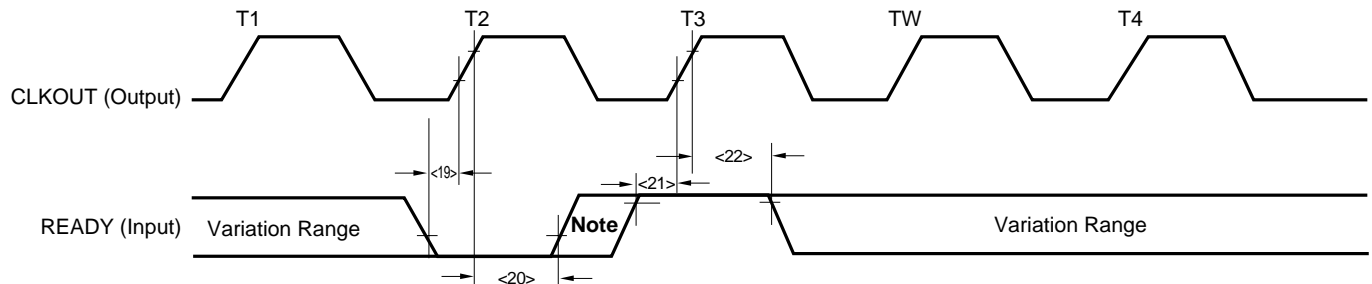 T1 T2 T3 TW T4
CLKOUT (Output)
<22>
<19>
<21>
READY (Input) Variation Range Note Variation Range
<20>